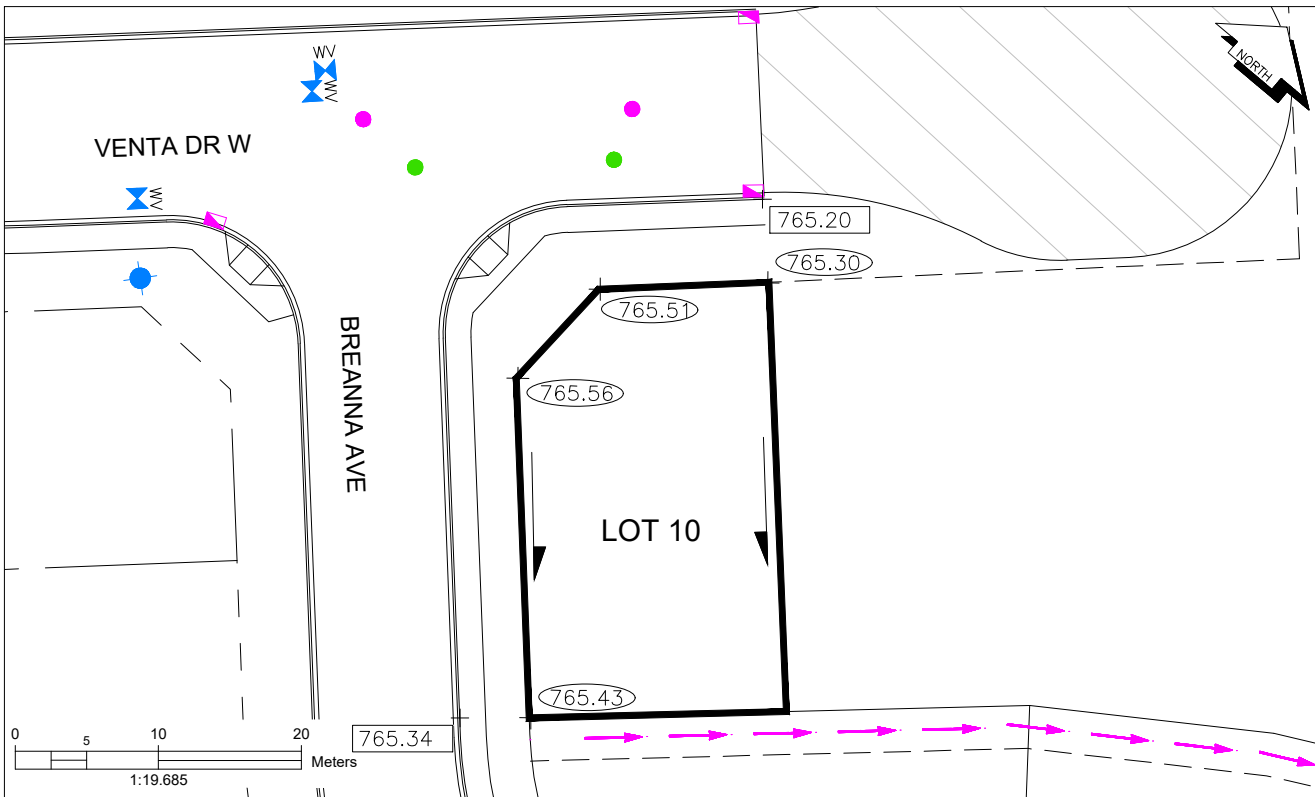 WV
WV
NORTH
VENTA DR W
WV
765.20
765.30
765.51
BREANNA AVE
765.56
LOT 10
765.43
765.34
0 5 10 20
Meters
1:19.685